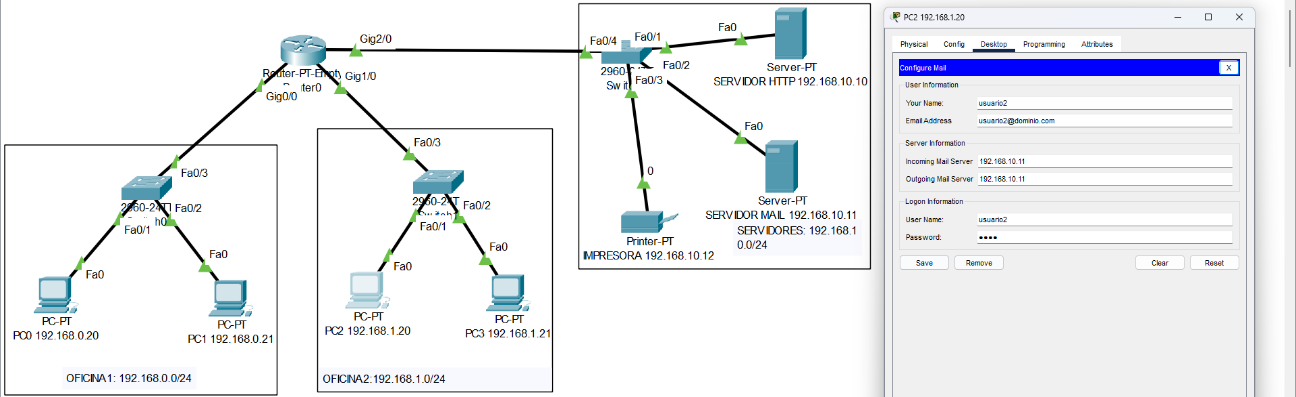 Gig2/0
Router-PT-Empty
Router0
Gig1/0
Gig0/0
Fa0/3
2960-24TT
Switch0
Fa0/2
Fa0/1
Fa0
Fa0
PC-PT
PC0 192.168.0.20
PC-PT
PC1 192.168.0.21
OFICINA1: 192.168.0.0/24
Fa0/3
2960-24TT
Switch1
Fa0/2
Fa0/1
Fa0
Fa0
PC-PT
PC2 192.168.1.20
PC-PT
PC3 192.168.1.21
OFICINA2:192.168.1.0/24
Fa0/4
Fa0/1
Fa0
Fa0/2
Fa0/3
Server-PT
SERVIDOR HTTP 192.168.10.10
Fa0
0
Server-PT
SERVIDOR MAIL 192.168.10.11
SERVIDORES: 192.168.1
0.0/24
Printer-PT
IMPRESORA 192.168.10.12
PC2 192.168.1.20
Physical Config Desktop Programming Attributes
Configure Mail
X
User Information
Your Name: usuario2
Email Address usuario2@dominio.com
Server Information
Incoming Mail Server 192.168.10.11
Outgoing Mail Server 192.168.10.11
Logon Information
User Name: usuario2
Password: ●●●●
Save Remove Clear Reset